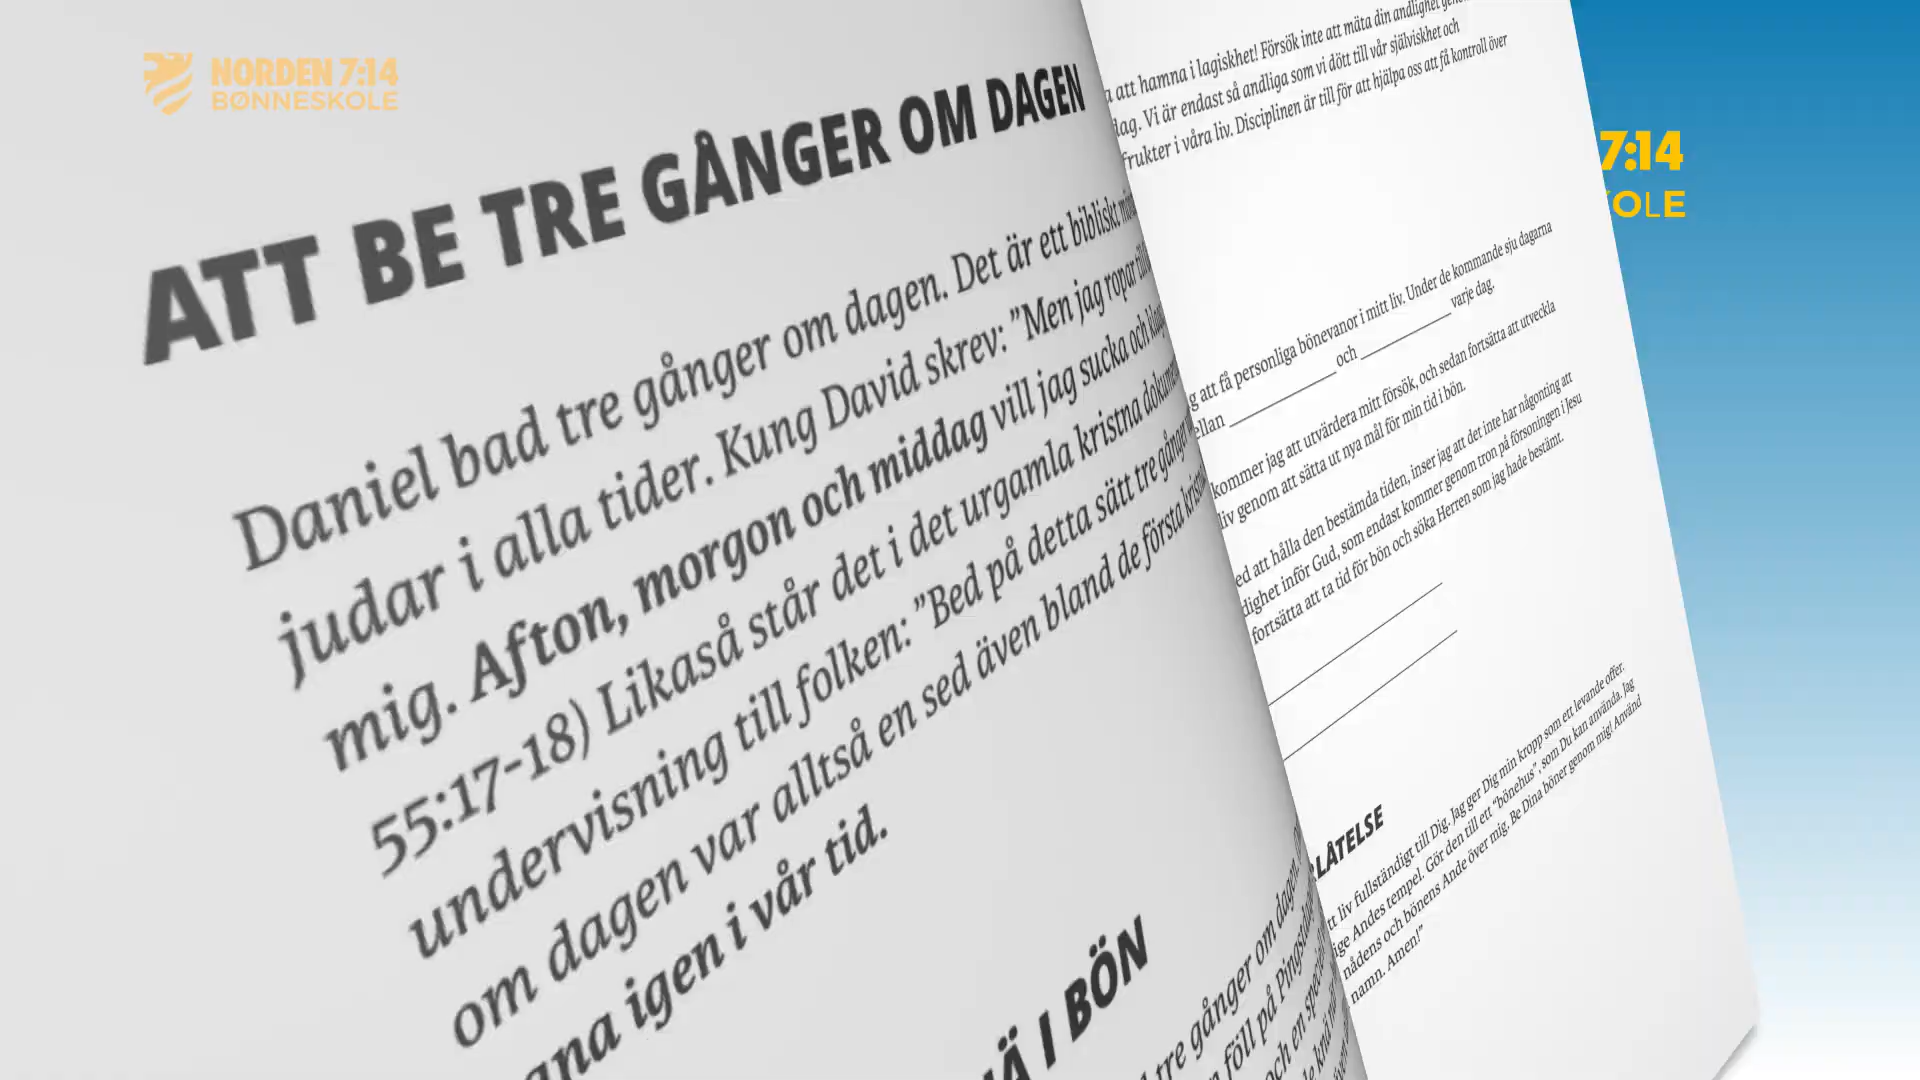 NORDEN 7:14
BØNNESKOLE
ATT BE TRE GÅNGER OM DAGEN
Daniel bad tre gånger om dagen. Det är ett bibliskt
judar i alla tider. Kung David skrev: ”Men jag ropar till
mig. Afton, morgon och middag vill jag sucka och
55:17-18) Likaså står det i det urgamla kristna
undervisning till folken: ”Bed på detta sätt tre gånger
om dagen var alltså en sed även bland de första
igen i vår tid.
I BÖN
tre gånger om dagen.
föll på
och en
att hamna i lagiskhet! Försök inte att mäta din andlighet
dag. Vi är endast så andliga som vi dött till vår själviskhet och
frukter i våra liv. Disciplinen är till för att hjälpa oss att få kontroll över
7:14
OLE
att få personliga bönevanor i mitt liv. Under de kommande sju dagarna
och varje dag.
kommer jag att utvärdera mitt försök, och sedan fortsätta att utveckla
liv genom att sätta ut nya mål för min tid i bön.
att hålla den bestämda tiden, inser jag att det inte har någonting att
inför Gud, som endast kommer genom tron på försoningen i Jesu
fortsätta att ta tid för bön och söka Herren som jag hade bestämt.
LÅTELSE
liv fullständigt till Dig. Jag ger Dig min kropp som ett levande offer.
Andes tempel. Gör den till ett ”bönehus”, som Du kan använda. Jag
nådens och bönens Ande över mig. Be Dina böner genom mig! Använd
namn. Amen!”